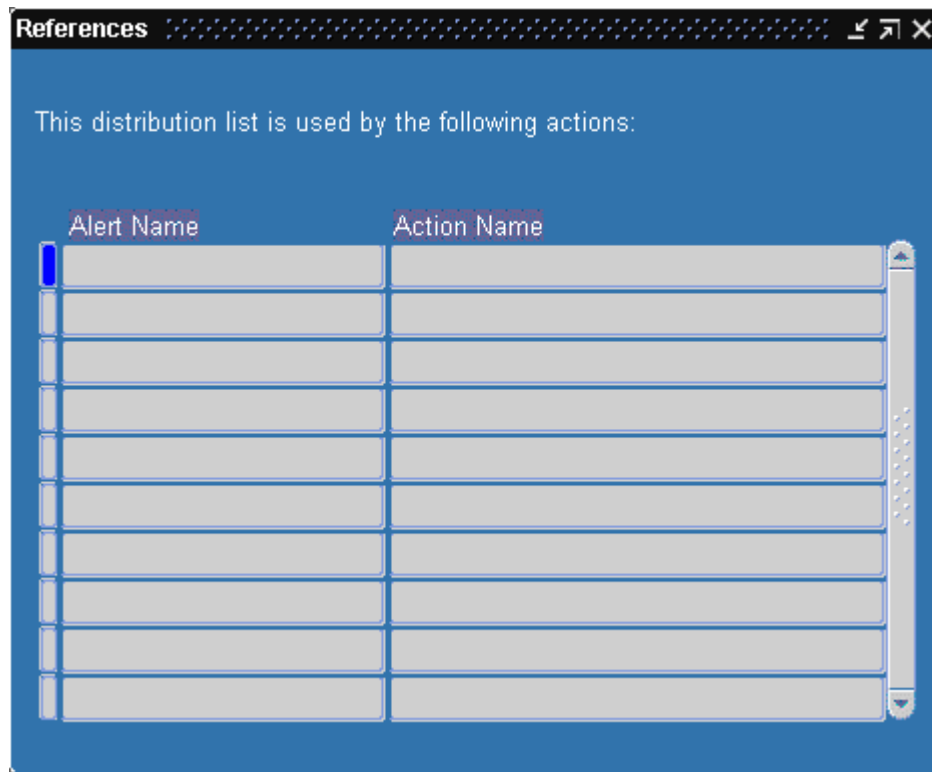 References
This distribution list is used by the following actions:
Alert Name Action Name